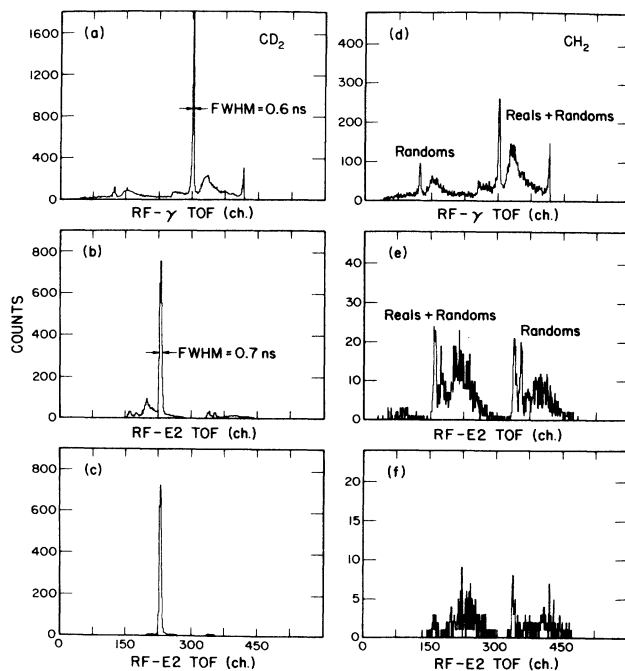 (a)
CD₂
1600
1200
800
400
0
FWHM = 0.6 ns
RF-γ TOF (ch.)
(d)
CH₂
400
300
200
100
0
Randoms
Reals + Randoms
RF-γ TOF (ch.)
COUNTS
(b)
800
600
400
200
0
FWHM = 0.7 ns
RF-E2 TOF (ch.)
(e)
40
30
20
10
0
Reals + Randoms
Randoms
RF-E2 TOF (ch.)
(c)
800
600
400
200
0
0 150 300 450
RF-E2 TOF (ch.)
(f)
20
15
10
5
0
0 150 300 450
RF-E2 TOF (ch.)